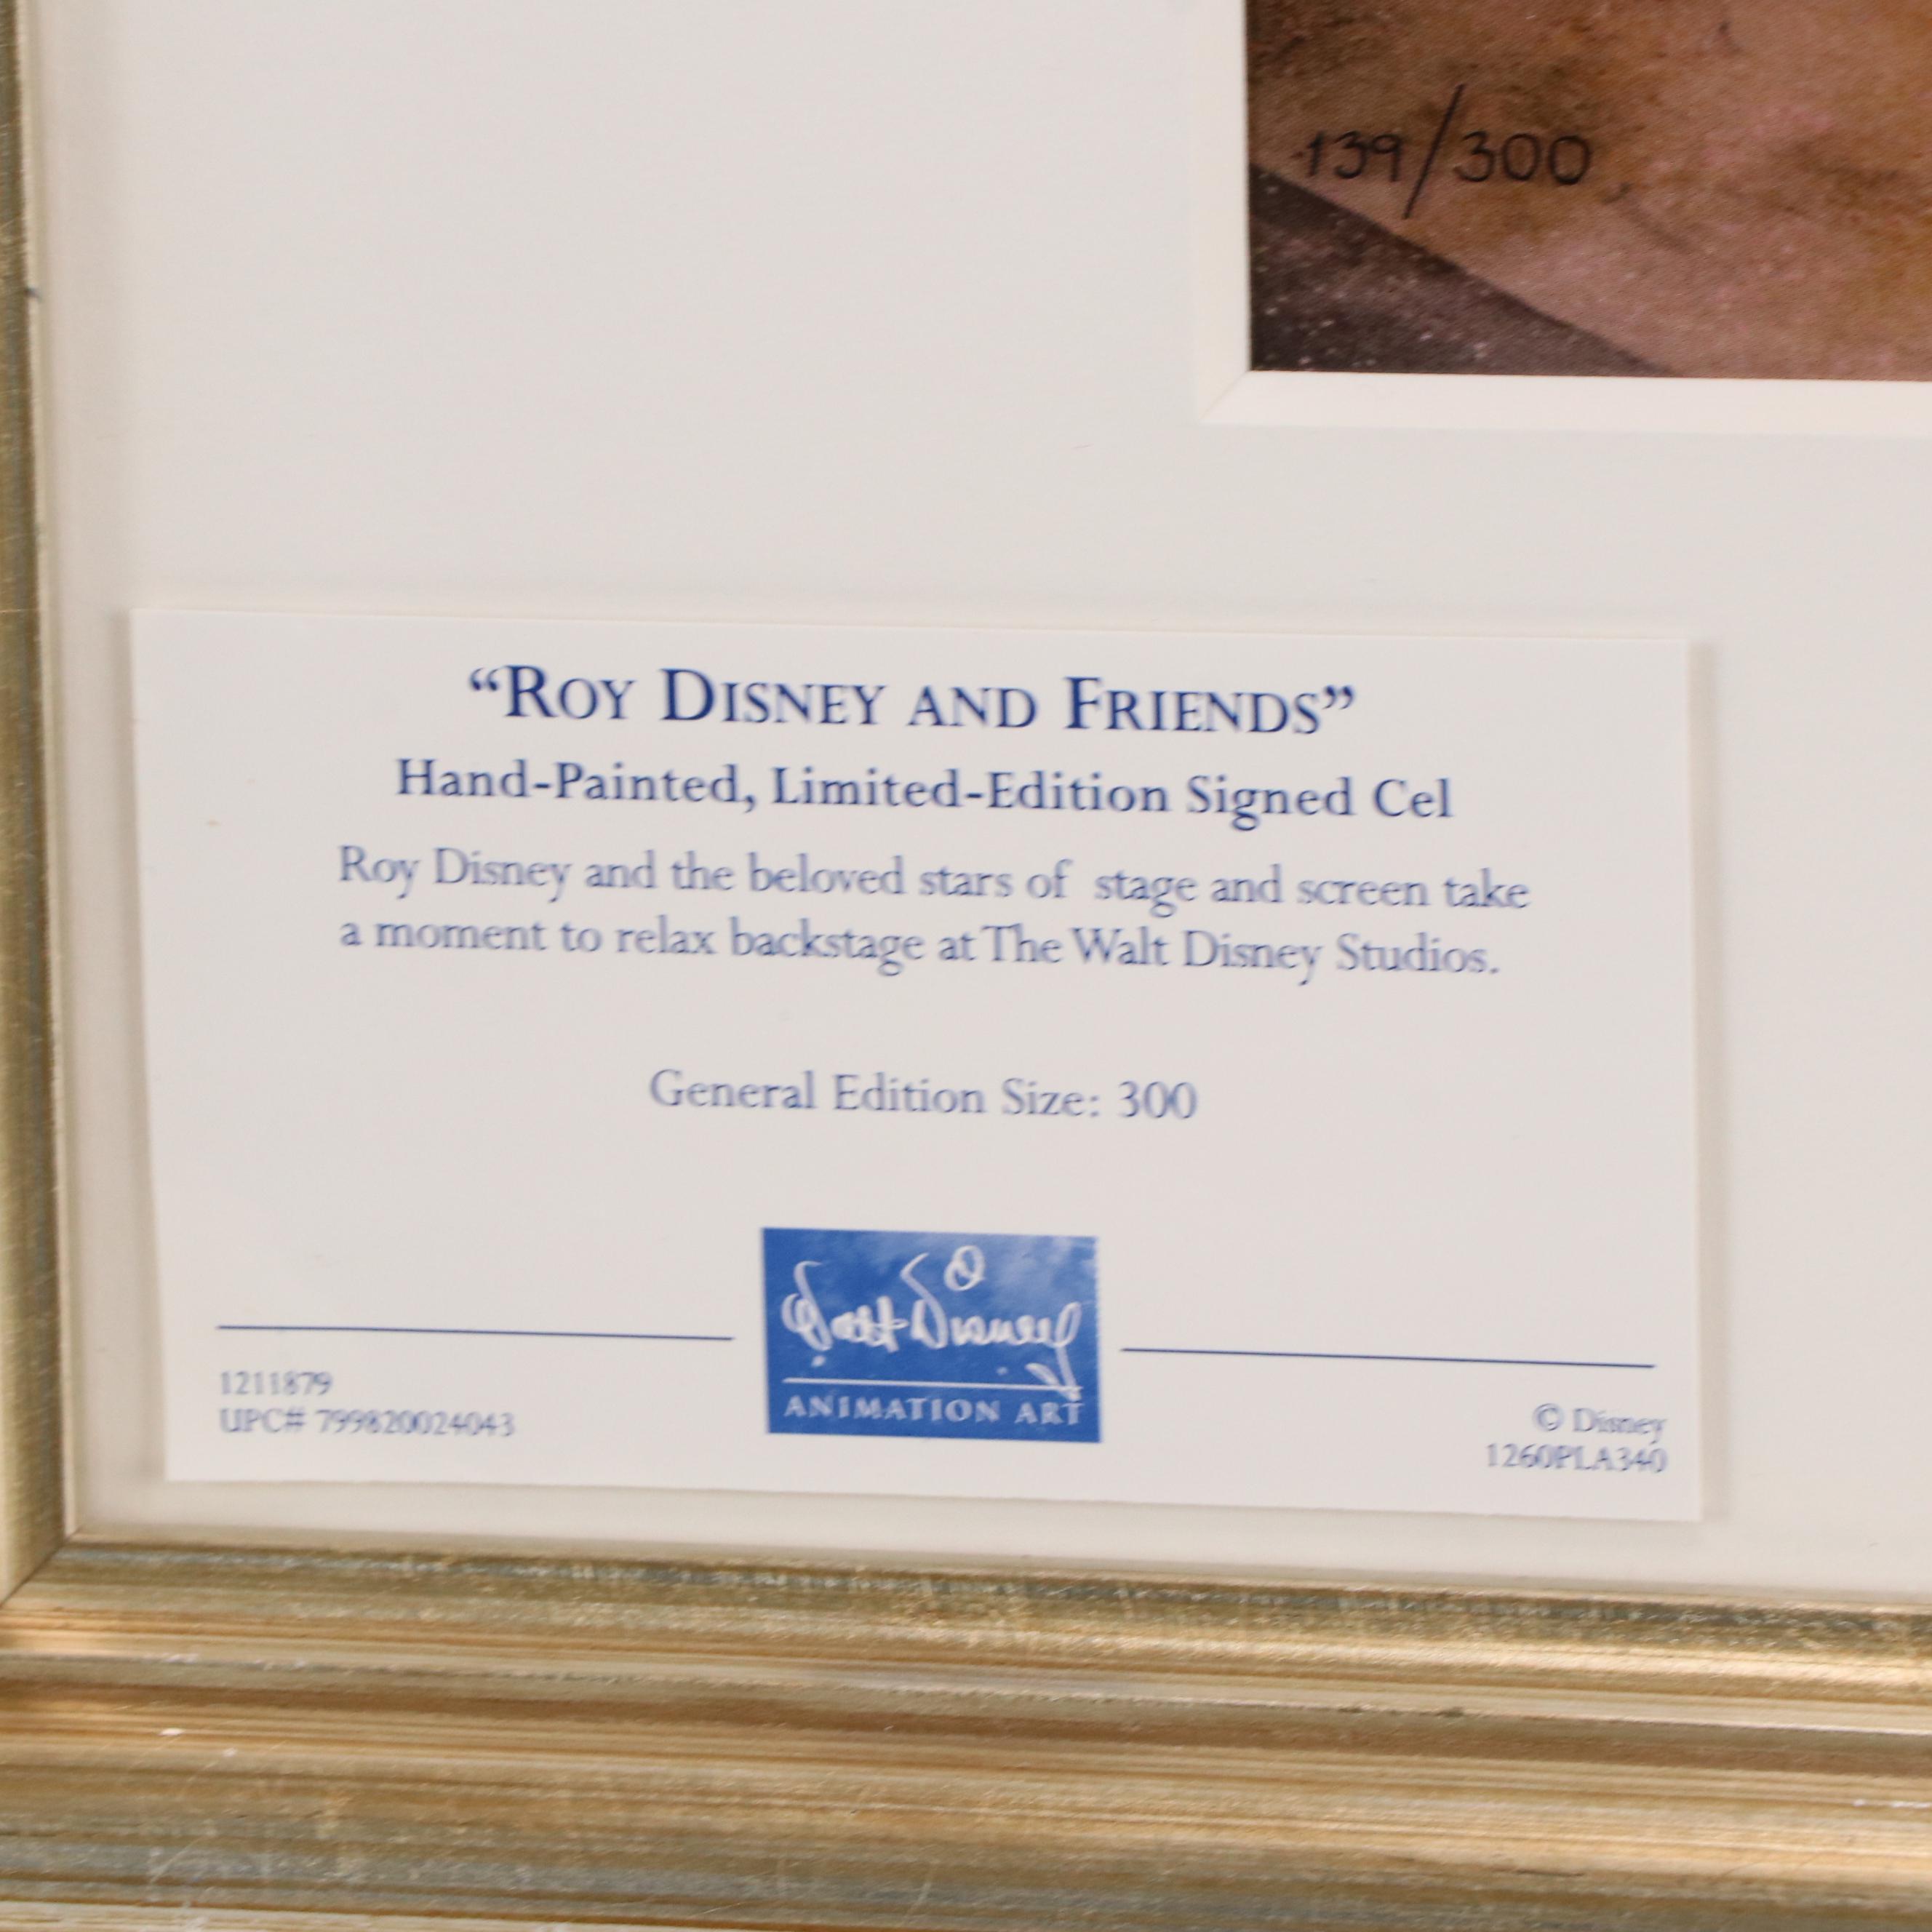 139/300
“ROY DISNEY AND FRIENDS”
Hand-Painted, Limited-Edition Signed Cel
Roy Disney and the beloved stars of stage and screen take
a moment to relax backstage at The Walt Disney Studios.
General Edition Size: 300
Walt Disney
ANIMATION ART
1211879
UPC# 799820024043
© Disney
1260PLA340